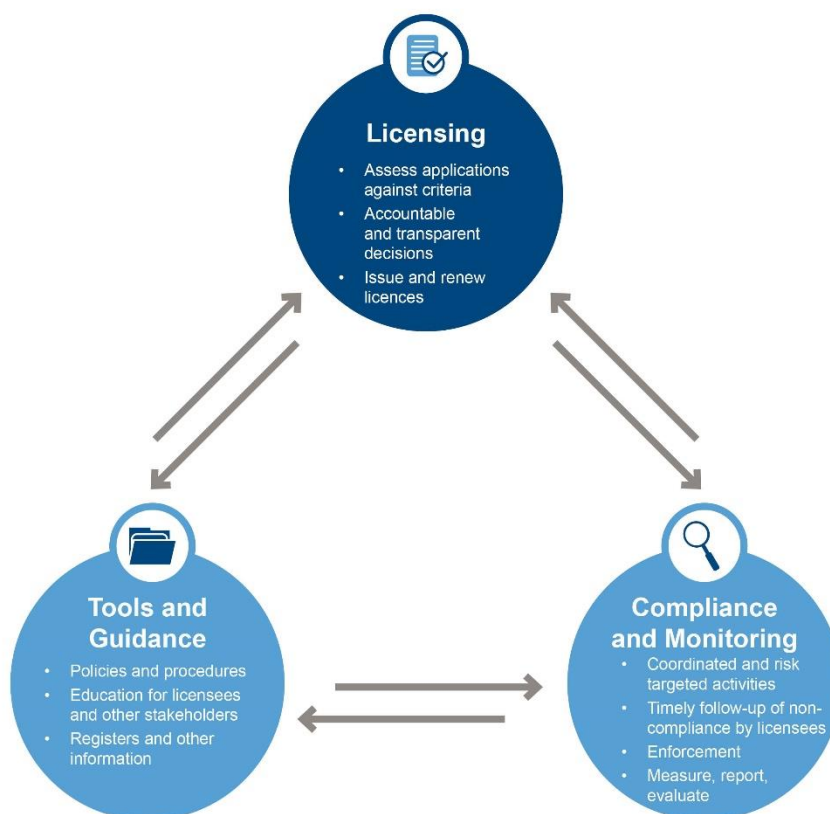 Licensing
• Assess applications
against criteria
• Accountable
and transparent
decisions
• Issue and renew
licences
Tools and
Guidance
• Policies and procedures
• Education for licensees
and other stakeholders
• Registers and other
information
Compliance
and Monitoring
• Coordinated and risk
targeted activities
• Timely follow-up of non-
compliance by licensees
• Enforcement
• Measure, report,
evaluate